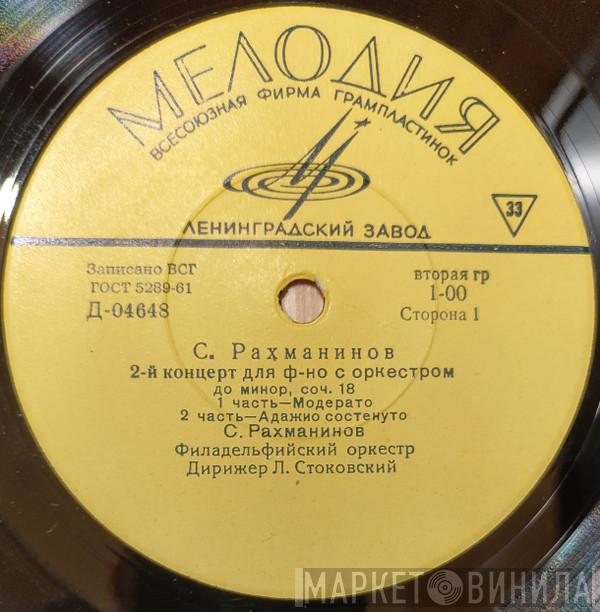 МЕЛОДИЯ
ВСЕСОЮЗНАЯ ФИРМА ГРАМПЛАСТИНОК
ЛЕНИНГРАДСКИЙ ЗАВОД
33
Записано ВСГ
ГОСТ 5289-61
Д-04648
вторая гр
1-00
Сторона 1
С. Рахманинов
2-й концерт для ф-но с оркестром
до минор, соч. 18
1 часть—Модерато
2 часть—Адажио состенуто
С. Рахманинов
Филадельфийский оркестр
Дирижер Л. Стоковский
МАРКЕТ ВИНИЛА